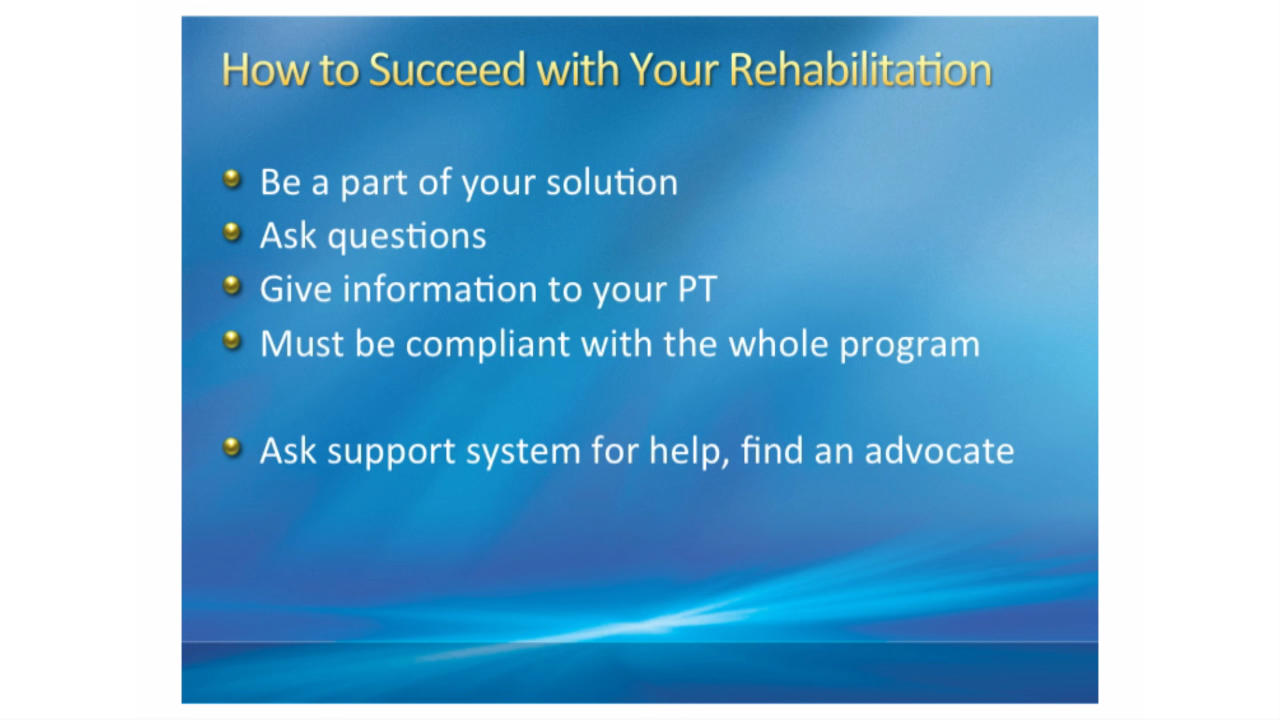 How to Succeed with Your Rehabilitation
Be a part of your solution
Ask questions
Give information to your PT
Must be compliant with the whole program
Ask support system for help, find an advocate